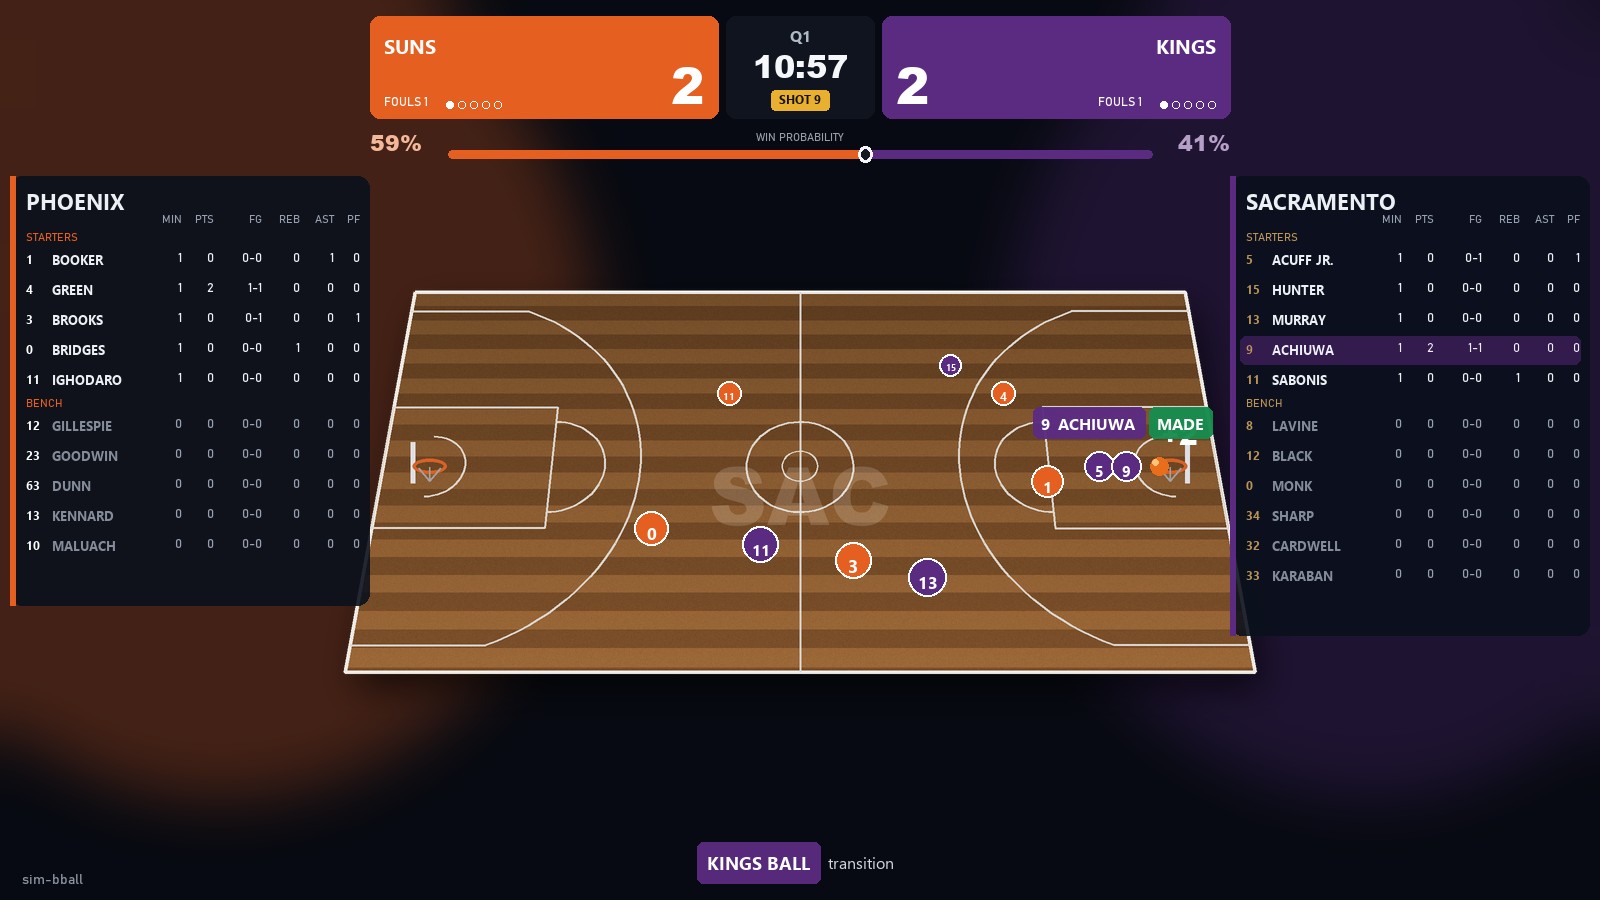 SUNS
2
FOULS 1
Q1
10:57
SHOT 9
KINGS
2
FOULS 1
59%
WIN PROBABILITY
41%
PHOENIX
MIN PTS FG REB AST PF
STARTERS
1 BOOKER 1 0 0-0 0 1 0
4 GREEN 1 2 1-1 0 0 0
3 BROOKS 1 0 0-1 0 0 1
0 BRIDGES 1 0 0-0 1 0 0
11 IGHODARO 1 0 0-0 0 0 0
BENCH
12 GILLESPIE 0 0 0-0 0 0 0
23 GOODWIN 0 0 0-0 0 0 0
63 DUNN 0 0 0-0 0 0 0
13 KENNARD 0 0 0-0 0 0 0
10 MALUACH 0 0 0-0 0 0 0
SACRAMENTO
MIN PTS FG REB AST PF
STARTERS
5 ACUFF JR. 1 0 0-1 0 0 1
15 HUNTER 1 0 0-0 0 0 0
13 MURRAY 1 0 0-0 0 0 0
9 ACHIUWA 1 2 1-1 0 0 0
11 SABONIS 1 0 0-0 1 0 0
BENCH
8 LAVINE 0 0 0-0 0 0 0
12 BLACK 0 0 0-0 0 0 0
0 MONK 0 0 0-0 0 0 0
34 SHARP 0 0 0-0 0 0 0
32 CARDWELL 0 0 0-0 0 0 0
33 KARABAN 0 0 0-0 0 0 0
15
11
4
9 ACHIUWA MADE
5 9
1
SAC
0
11
3
13
KINGS BALL transition
sim-bball